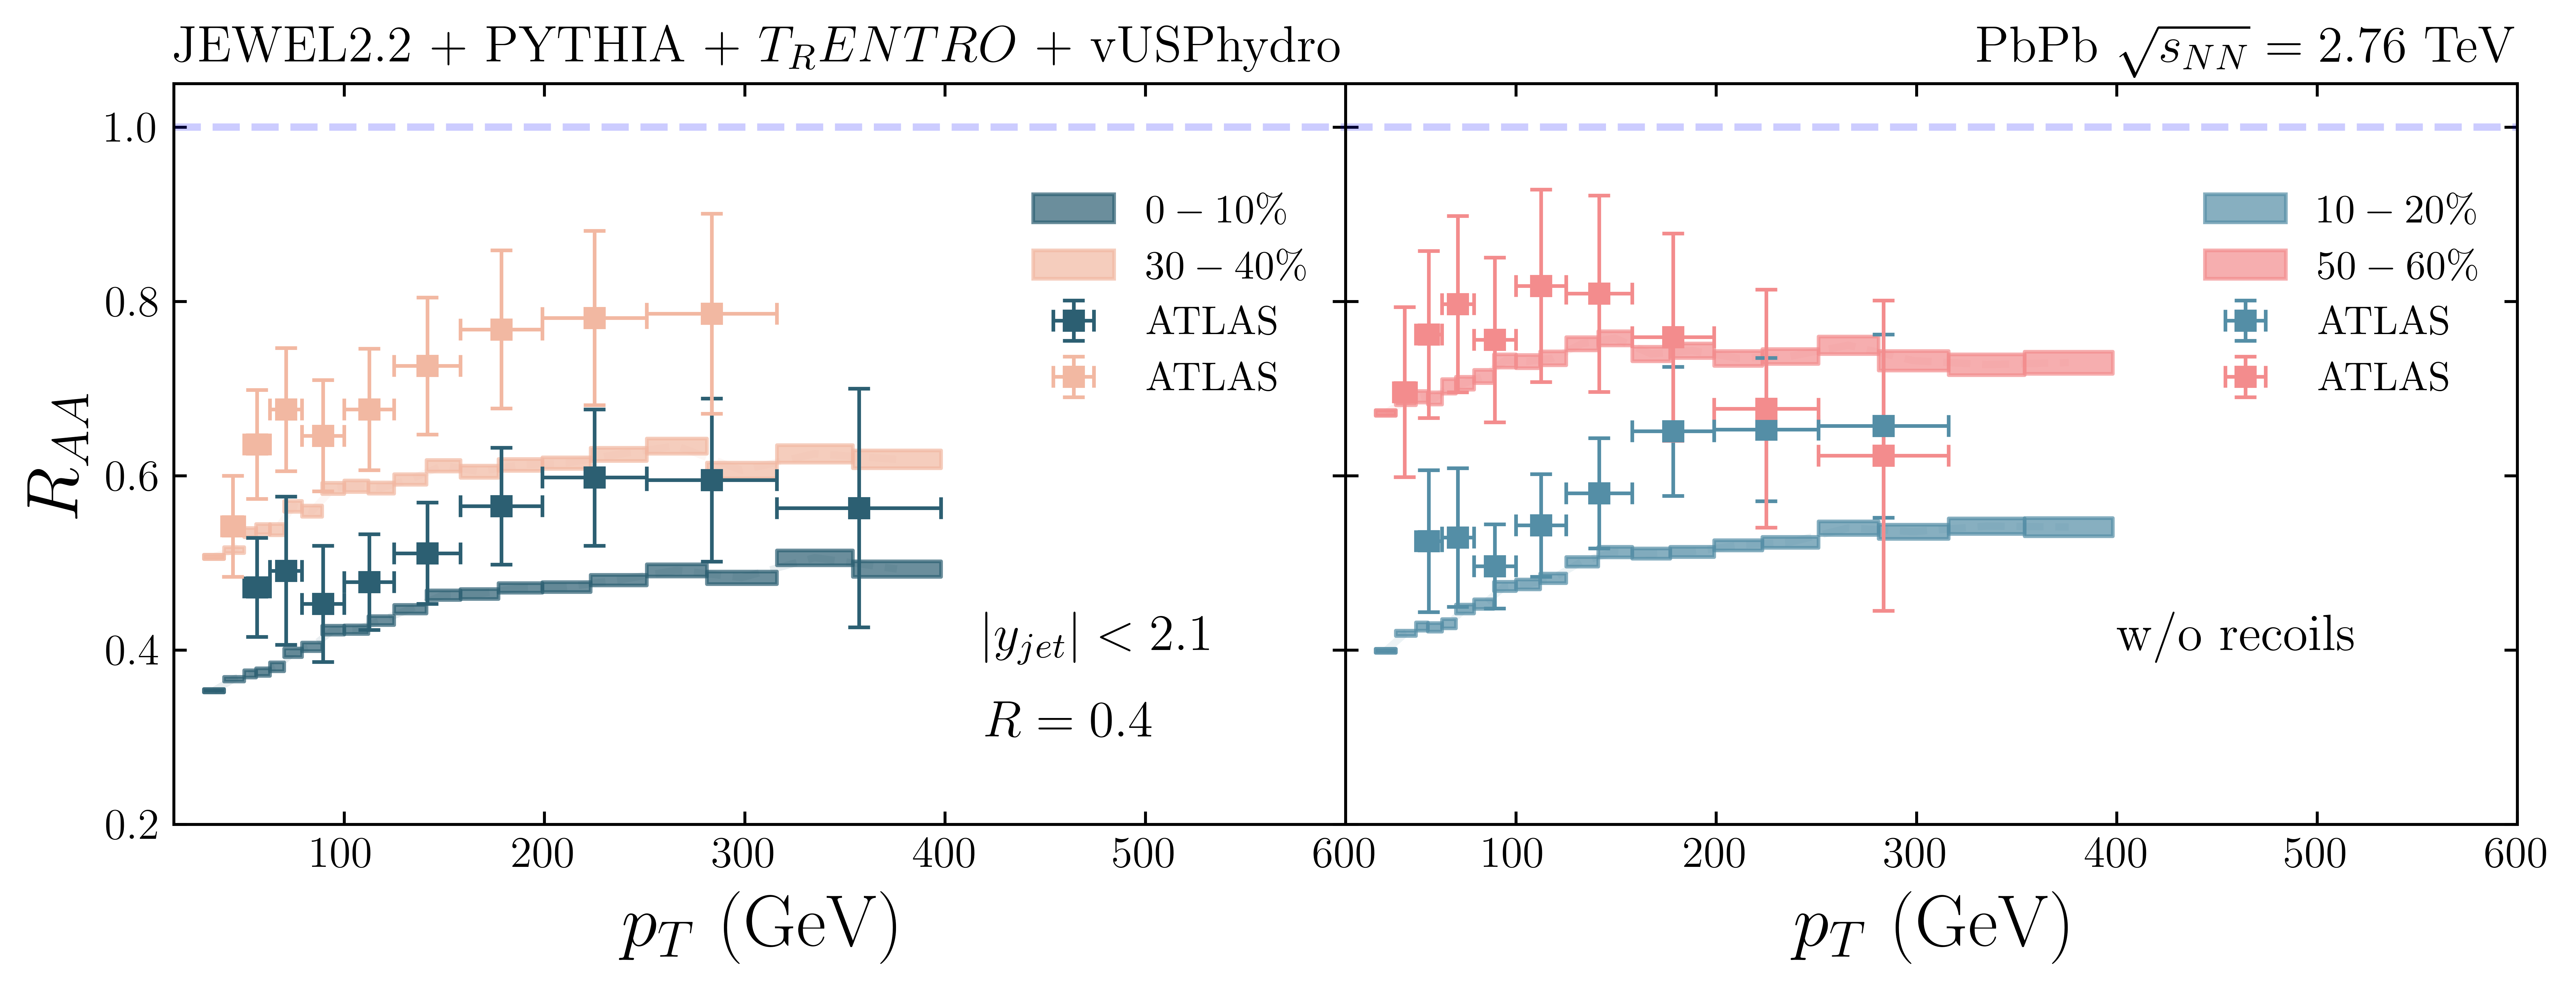 JEWEL2.2 + PYTHIA + T_RENTRO + vUSPhydro
PbPb √s_NN = 2.76 TeV
R_AA
1.0
0.8
0.6
0.4
0.2
0 − 10%
30 − 40%
ATLAS
ATLAS
|y_jet| < 2.1
R = 0.4
10 − 20%
50 − 60%
ATLAS
ATLAS
w/o recoils
100 200 300 400 500 600 100 200 300 400 500 600
p_T (GeV) p_T (GeV)